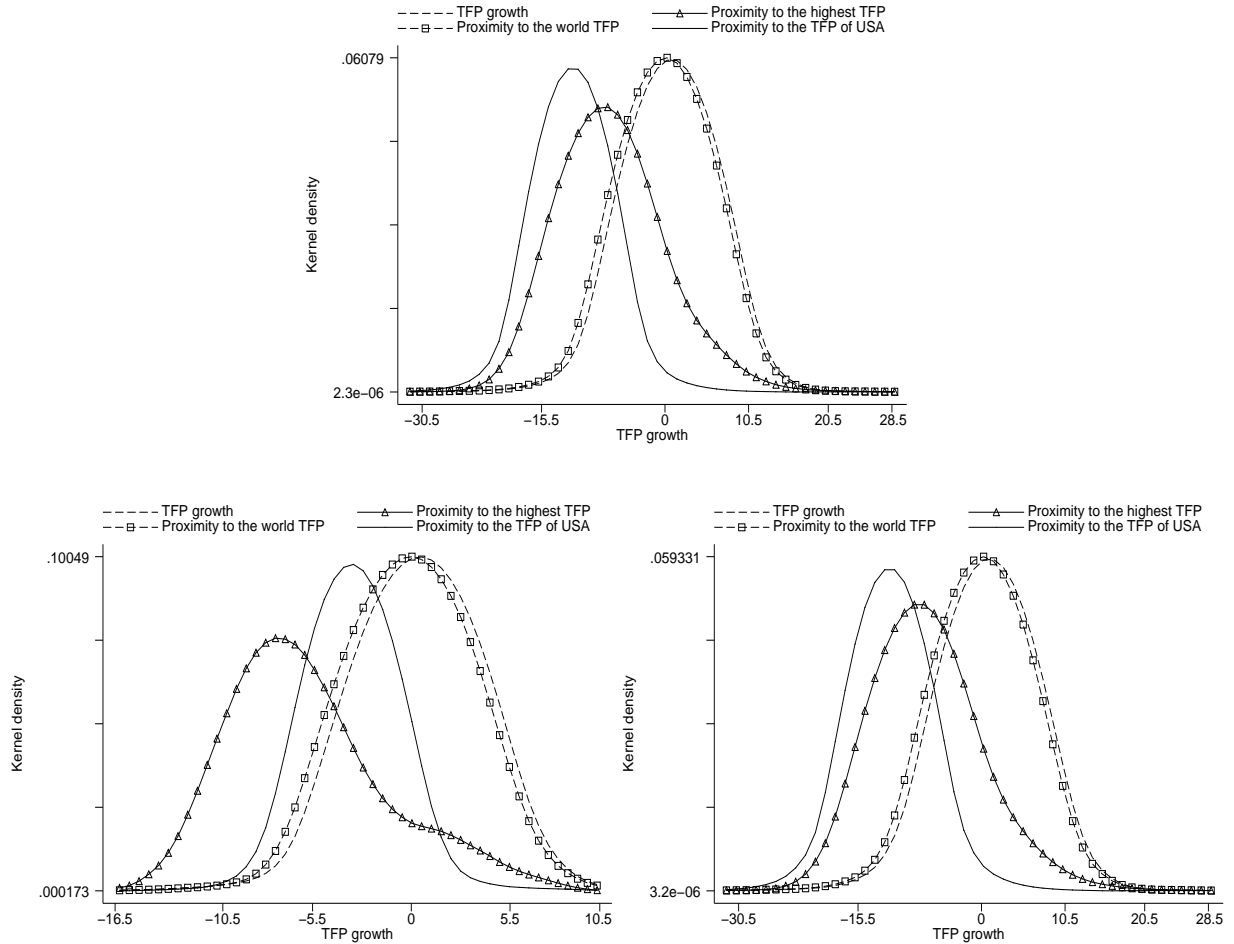 TFP growth
Proximity to the highest TFP
Proximity to the world TFP
Proximity to the TFP of USA
.06079
Kernel density
2.3e−06
−30.5
−15.5
0
10.5
20.5
28.5
TFP growth
TFP growth
Proximity to the highest TFP
Proximity to the world TFP
Proximity to the TFP of USA
.10049
Kernel density
.000173
−16.5
−10.5
−5.5
0
5.5
10.5
TFP growth
TFP growth
Proximity to the highest TFP
Proximity to the world TFP
Proximity to the TFP of USA
.059331
Kernel density
3.2e−06
−30.5
−15.5
0
10.5
20.5
28.5
TFP growth